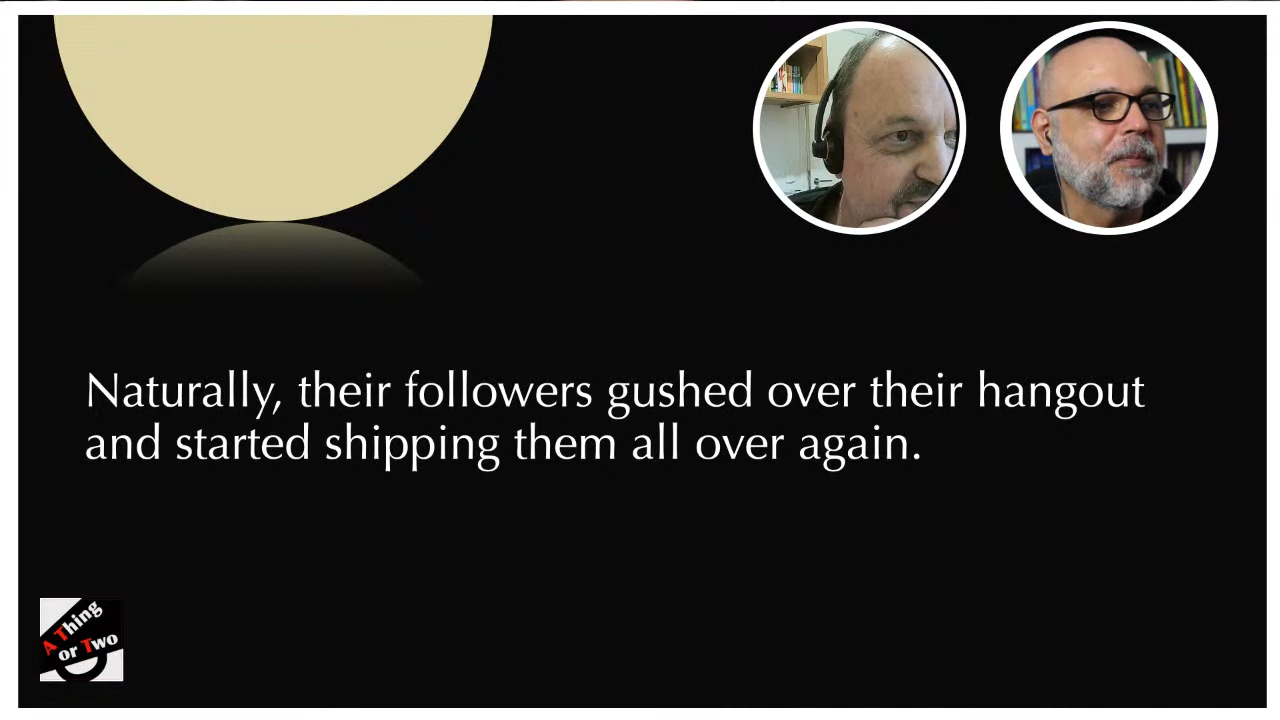 Naturally, their followers gushed over their hangout
and started shipping them all over again.
A Thing
or Two